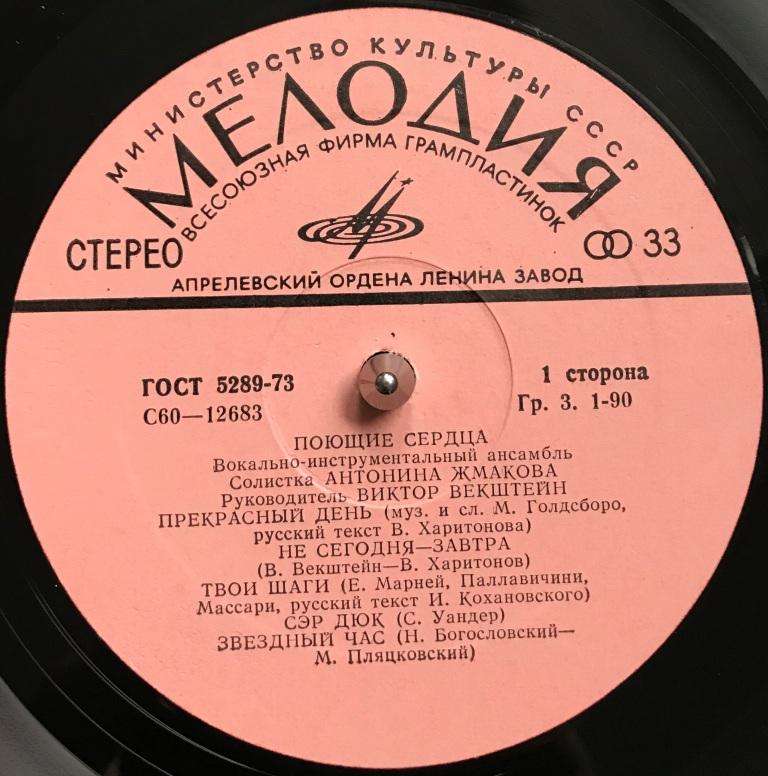 МИНИСТЕРСТВО КУЛЬТУРЫ СССР
МЕЛОДИЯ
ВСЕСОЮЗНАЯ ФИРМА ГРАМПЛАСТИНОК
СТЕРЕО
33
АПРЕЛЕВСКИЙ ОРДЕНА ЛЕНИНА ЗАВОД
ГОСТ 5289-73
С60—12683
1 сторона
Гр. 3. 1-90
ПОЮЩИЕ СЕРДЦА
Вокально-инструментальный ансамбль
Солистка АНТОНИНА ЖМАКОВА
Руководитель ВИКТОР ВЕКШТЕЙН
ПРЕКРАСНЫЙ ДЕНЬ (муз. и сл. М. Голдсборо,
русский текст В. Харитонова)
НЕ СЕГОДНЯ—ЗАВТРА
(В. Векштейн—В. Харитонов)
ТВОИ ШАГИ (Е. Марней, Паллавичини,
Массари, русский текст И. Кохановского)
СЭР ДЮК (С. Уандер)
ЗВЕЗДНЫЙ ЧАС (Н. Богословский—
М. Пляцковский)